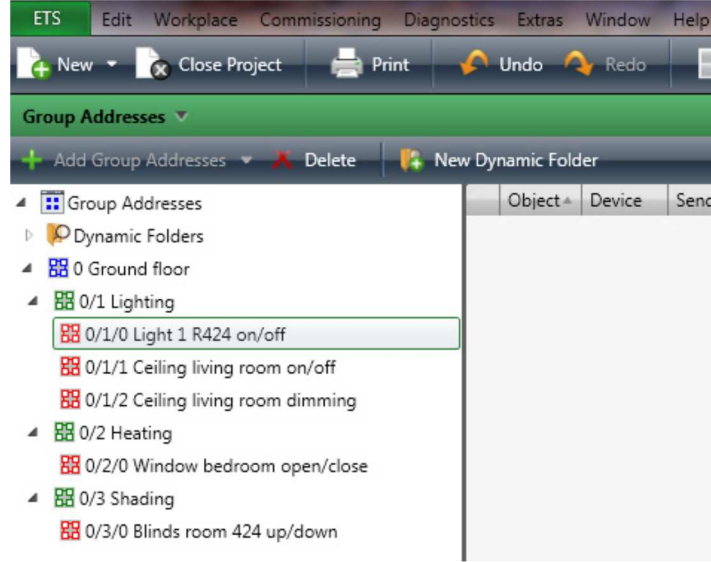 ETS Edit Workplace Commissioning Diagnostics Extras Window Help
New Close Project Print Undo Redo
Group Addresses
Add Group Addresses Delete New Dynamic Folder
Group Addresses
Object Device Send
Dynamic Folders
0 Ground floor
0/1 Lighting
0/1/0 Light 1 R424 on/off
0/1/1 Ceiling living room on/off
0/1/2 Ceiling living room dimming
0/2 Heating
0/2/0 Window bedroom open/close
0/3 Shading
0/3/0 Blinds room 424 up/down